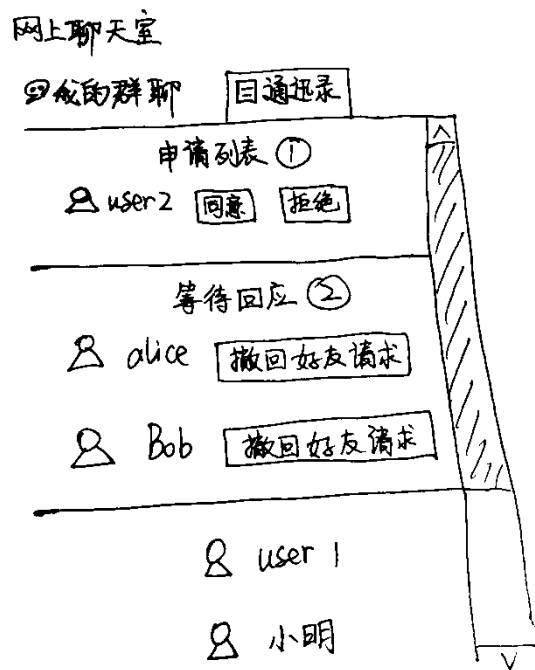 网上聊天室
我的群聊 通讯录
申请列表 ①
user2 同意 拒绝
等待回应 ②
alice 撤回好友请求
Bob 撤回好友请求
user 1
小明